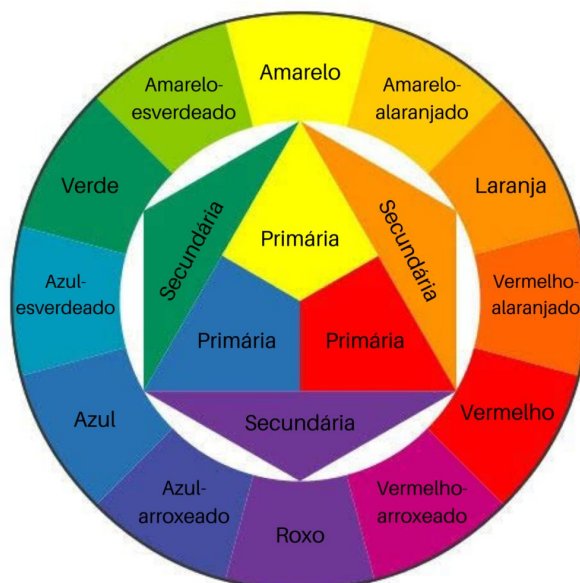 Amarelo
Amarelo-
alaranjado
Laranja
Vermelho-
alaranjado
Vermelho
Vermelho-
arroxeado
Roxo
Azul-
arroxeado
Azul
Azul-
esverdeado
Verde
Amarelo-
esverdeado
Primária
Primária
Primária
Secundária
Secundária
Secundária